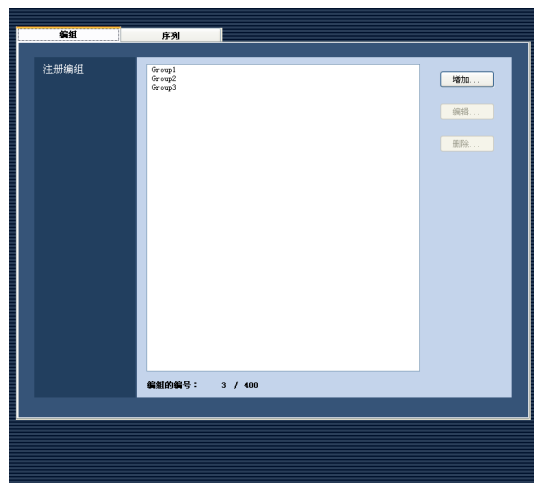 编组
序列
注册编组
Group1
Group2
Group3
增加...
编辑...
删除...
编组的编号： 3 / 400